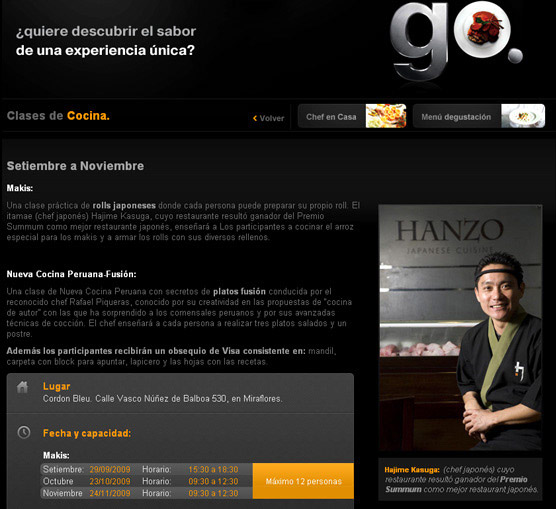 ¿quiere descubrir el sabor
de una experiencia única?
go.
Clases de Cocina.
Volver
Chef en Casa
Menú degustación
Setiembre a Noviembre
Makis:
Una clase práctica de rolls japoneses donde cada persona puede preparar su propio roll. El
itamae (chef japonés) Hajime Kasuga, cuyo restaurante resultó ganador del Premio
Summum como mejor restaurante japonés, enseñará a Los participantes a cocinar el arroz
especial para los makis y a armar los rolls con sus diversos rellenos.
Nueva Cocina Peruana-Fusión:
Una clase de Nueva Cocina Peruana con secretos de platos fusión conducida por el
reconocido chef Rafael Piqueras, conocido por su creatividad en las propuestas de "cocina
de autor" con las que ha sorprendido a los comensales peruanos y por sus avanzadas
técnicas de cocción. El chef enseñará a cada persona a realizar tres platos salados y un
postre.
Además los participantes recibirán un obsequio de Visa consistente en: mandil,
carpeta con block para apuntar, lapicero y las hojas con las recetas.
Lugar
Cordon Bleu. Calle Vasco Núñez de Balboa 530, en Miraflores.
Fecha y capacidad:
Makis:
Setiembre: 29/09/2009 Horario: 15:30 a 18:30
Octubre 23/10/2009 Horario: 09:30 a 12:30
Noviembre 24/11/2009 Horario: 09:30 a 12:30
Máximo 12 personas
HANZO
JAPANESE CUISINE
Hajime Kasuga: (chef japonés) cuyo
restaurante resultó ganador del Premio
Summum como mejor restaurant japonés.